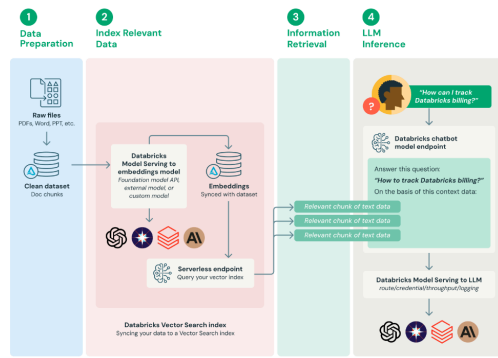 1
Data
Preparation
2
Index Relevant
Data
3
Information
Retrieval
4
LLM
Inference
Raw files
PDFs, Word, PPT, etc.
Clean dataset
Doc chunks
Databricks
Model Serving to
embeddings model
Foundation model API,
external model, or
custom model
Embeddings
Synced with dataset
Serverless endpoint
Query your vector index
Databricks Vector Search index
Syncing your data to a Vector Search index
Relevant chunk of text data
Relevant chunk of text data
Relevant chunk of text data
?
"How can I track
Databricks billing?"
Databricks chatbot
model endpoint
Answer this question:
"How to track Databricks billing?"
On the basis of this context data:
Databricks Model Serving to LLM
route/credential/throughput/logging